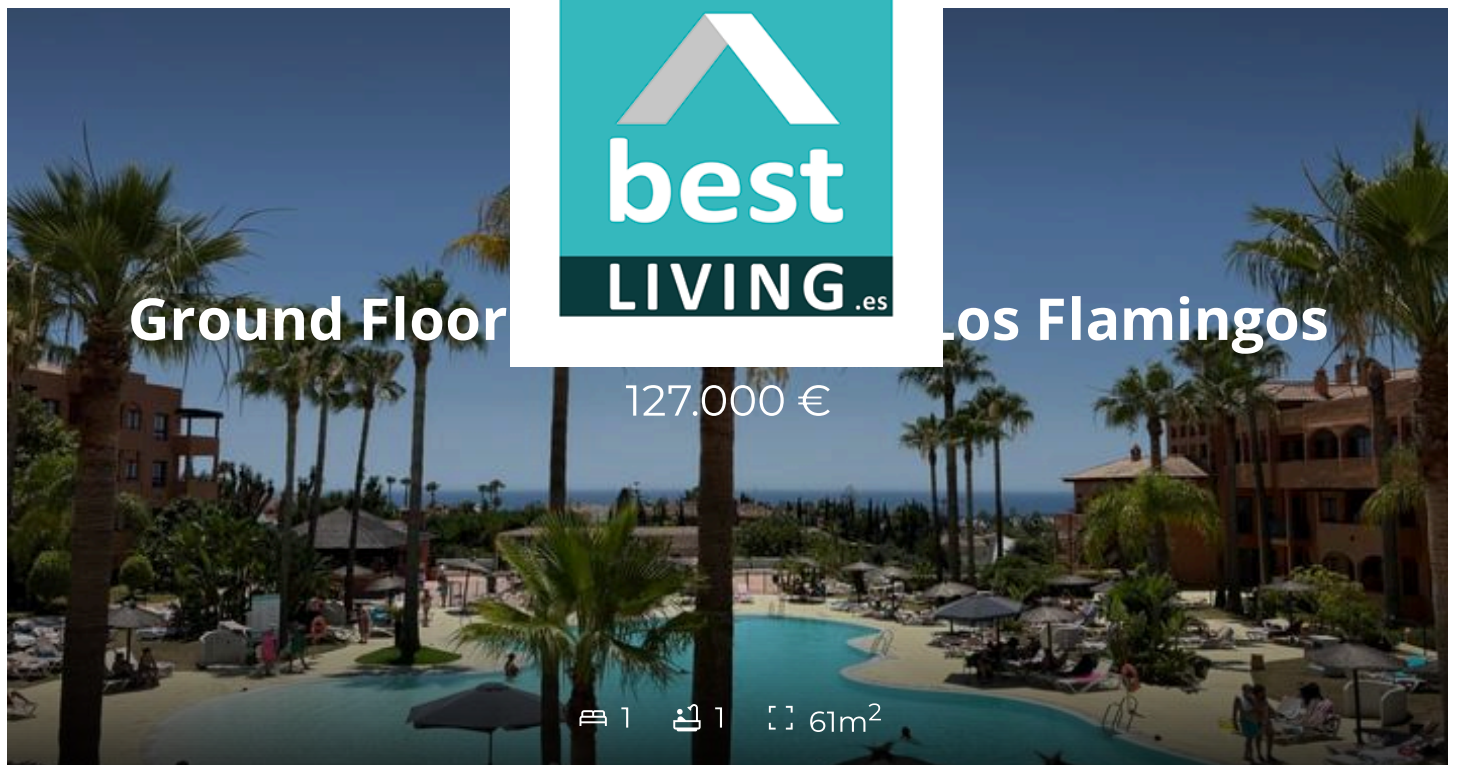 best
LIVING.es
Ground Floor Los Flamingos
127.000 €
1 1 61m²